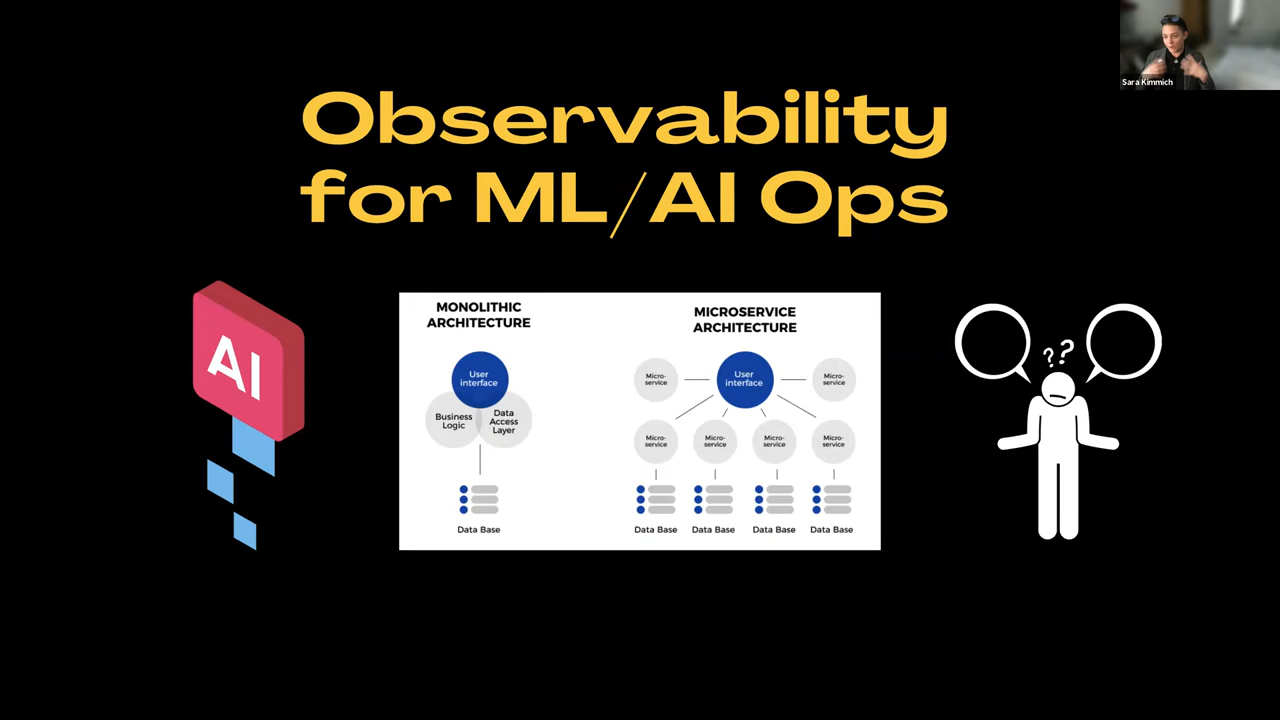 Observability
for ML/AI Ops
Sara Kimmich
AI
MONOLITHIC
ARCHITECTURE
User
interface
Business
Logic
Data
Access
Layer
Data Base
MICROSERVICE
ARCHITECTURE
Micro-
service
User
interface
Micro-
service
Micro-
service
Micro-
service
Micro-
service
Micro-
service
Data Base
Data Base
Data Base
Data Base
? ?